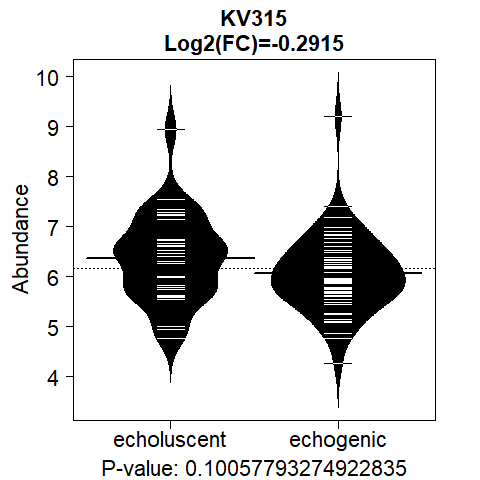 KV315
Log2(FC)=-0.2915
Abundance
10
9
8
7
6
5
4
echoluscent echogenic
P-value: 0.10057793274922835